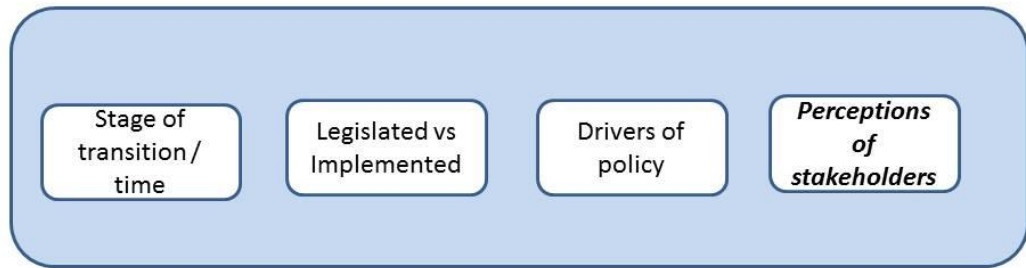 Stage of
transition /
time
Legislated vs
Implemented
Drivers of
policy
Perceptions
of
stakeholders